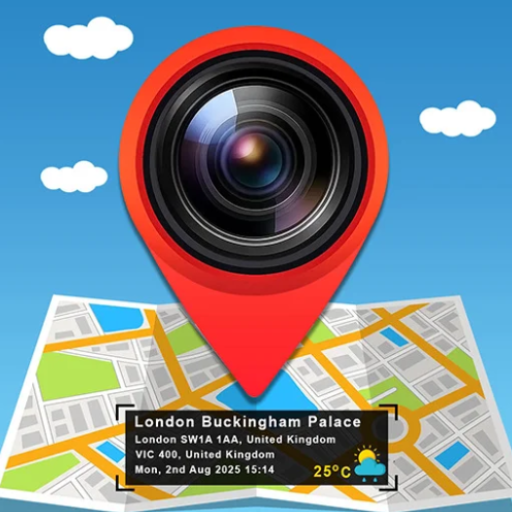 London Buckingham Palace
London SW1A 1AA, United Kingdom
VIC 400, United Kingdom
Mon, 2nd Aug 2025 15:14
25°C